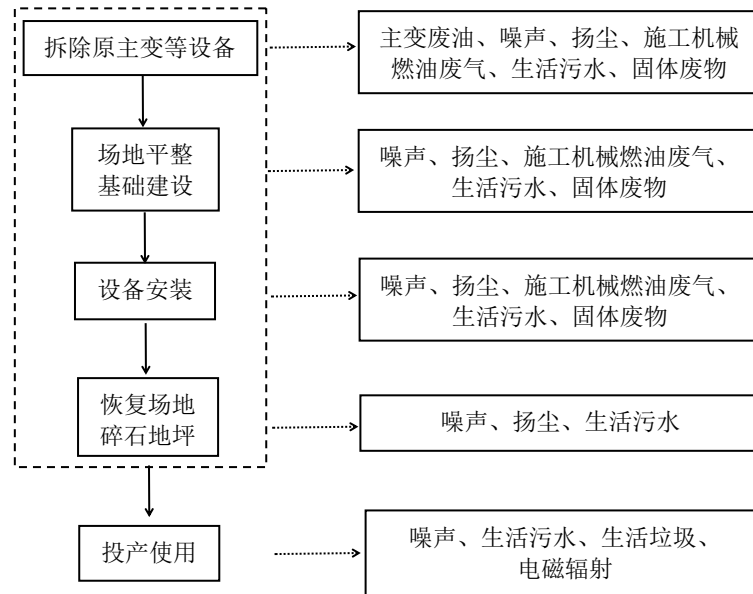 拆除原主变等设备
主变废油、噪声、扬尘、施工机械
燃油废气、生活污水、固体废物
场地平整
基础建设
噪声、扬尘、施工机械燃油废气、
生活污水、固体废物
设备安装
噪声、扬尘、施工机械燃油废气、
生活污水、固体废物
恢复场地
碎石地坪
噪声、扬尘、生活污水
投产使用
噪声、生活污水、生活垃圾、
电磁辐射